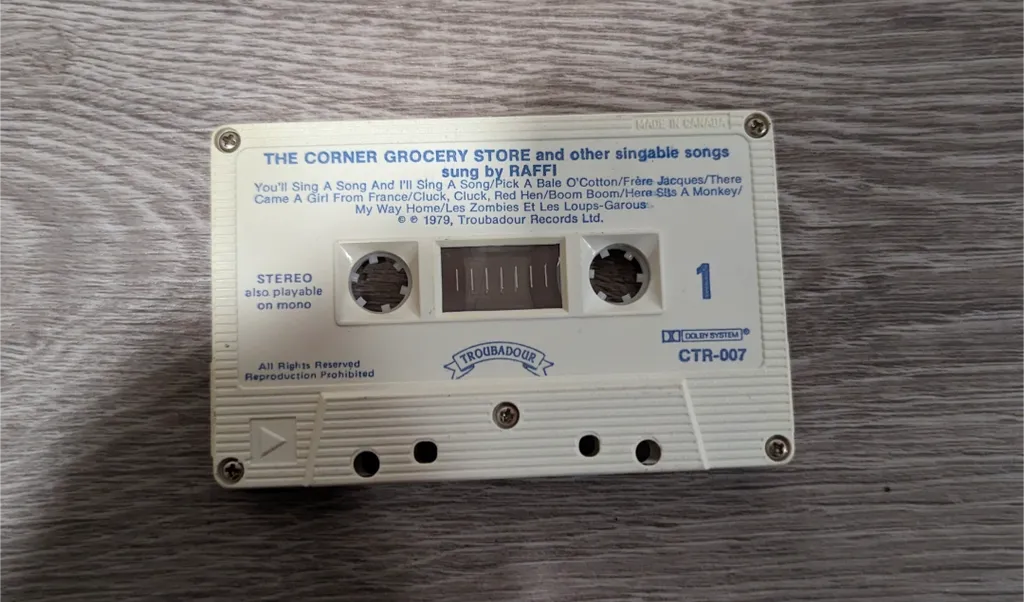 MADE IN CANADA
THE CORNER GROCERY STORE and other singable songs
sung by RAFFI
You'll Sing A Song And I'll Sing A Song/Pick A Bale O'Cotton/Frère Jacques/There
Came A Girl From France/Cluck, Cluck, Red Hen/Boom Boom/Here Sits A Monkey/
My Way Home/Les Zombies Et Les Loups-Garous
© ℗ 1979, Troubadour Records Ltd.
STEREO
also playable
on mono
1
DOLBY SYSTEM®
CTR-007
TROUBADOUR
All Rights Reserved
Reproduction Prohibited